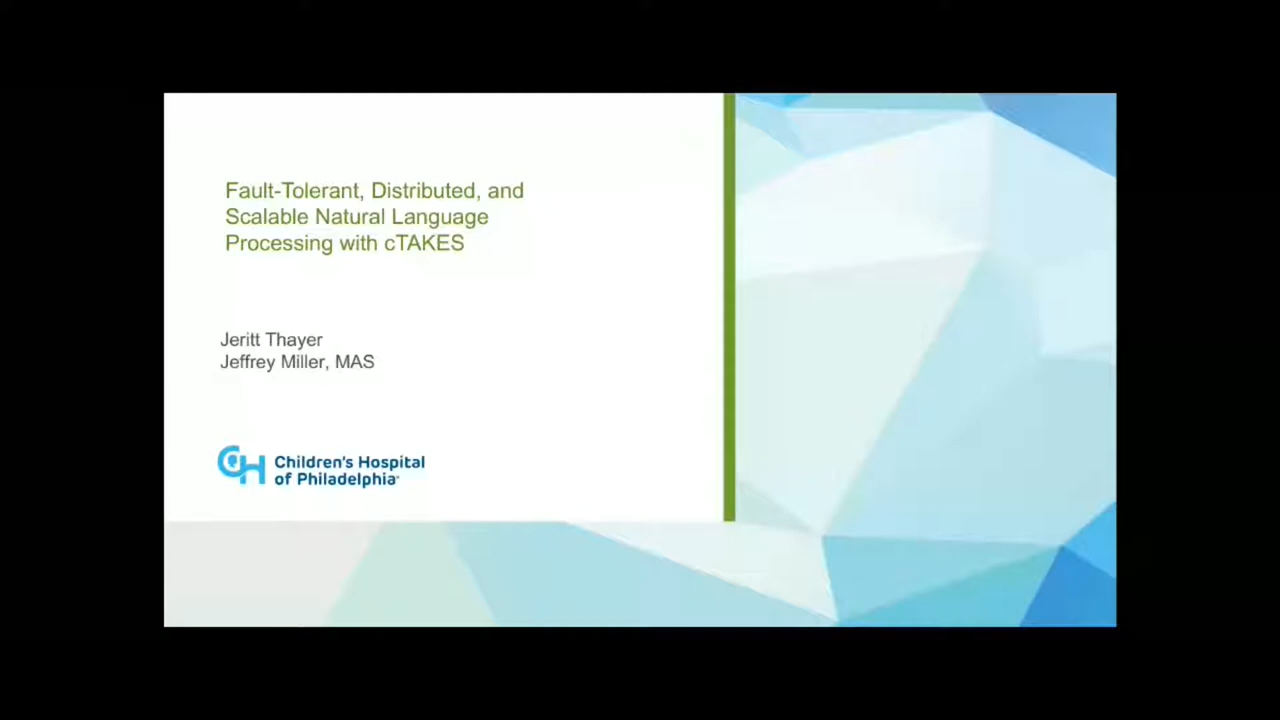 Fault-Tolerant, Distributed, and
Scalable Natural Language
Processing with cTAKES
Jeritt Thayer
Jeffrey Miller, MAS
CH Children's Hospital
of Philadelphia